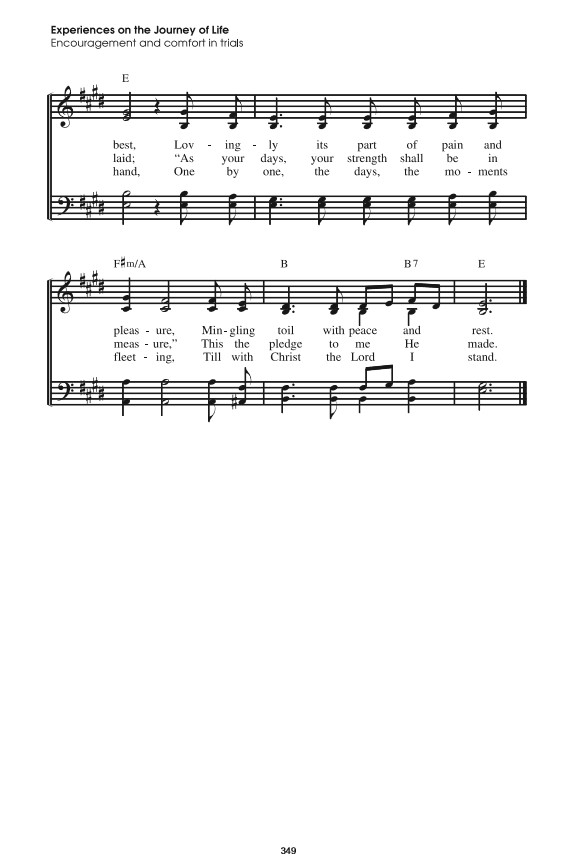 Experiences on the Journey of Life
Encouragement and comfort in trials
E
best, Lov - ing - ly its part of pain and
laid; “As your days, your strength shall be in
hand, One by one, the days, the mo - ments
F♯m/A B B7 E
pleas - ure, Min - gling toil with peace and rest.
meas - ure,” This the pledge to me He made.
fleet - ing, Till with Christ the Lord I stand.
349